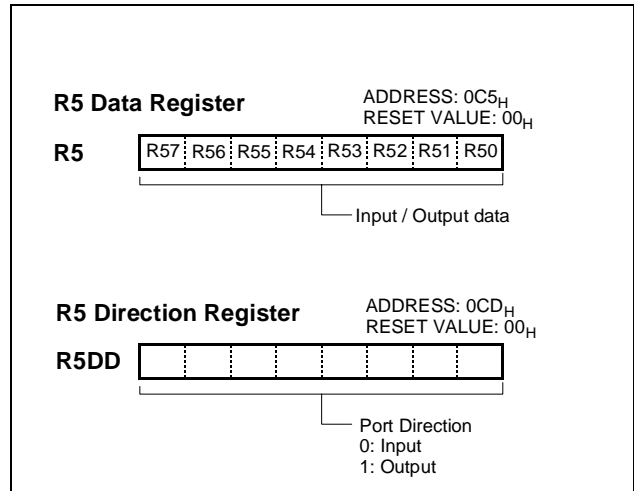 R5 Data Register
ADDRESS: 0C5H
RESET VALUE: 00H
R5
R57 R56 R55 R54 R53 R52 R51 R50
Input / Output data
R5 Direction Register
ADDRESS: 0CDH
RESET VALUE: 00H
R5DD
Port Direction
0: Input
1: Output